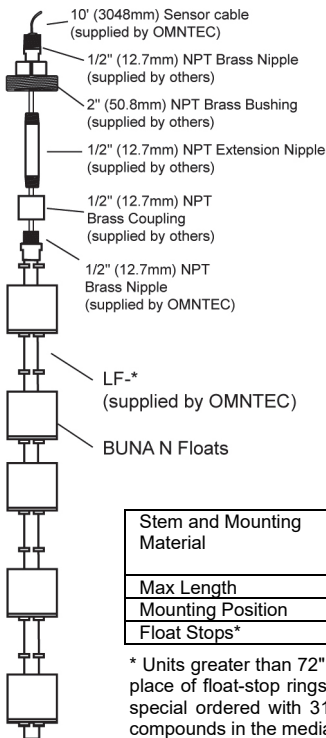 10' (3048mm) Sensor cable
(supplied by OMNTEC)
1/2" (12.7mm) NPT Brass Nipple
(supplied by others)
2" (50.8mm) NPT Brass Bushing
(supplied by others)
1/2" (12.7mm) NPT Extension Nipple
(supplied by others)
1/2" (12.7mm) NPT
Brass Coupling
(supplied by others)
1/2" (12.7mm) NPT
Brass Nipple
(supplied by OMNTEC)
LF-*
(supplied by OMNTEC)
BUNA N Floats
Stem and Mounting
Material
Max Length
Mounting Position
Float Stops*
* Units greater than 72"
place of float-stop rings
special ordered with 31
compounds in the media